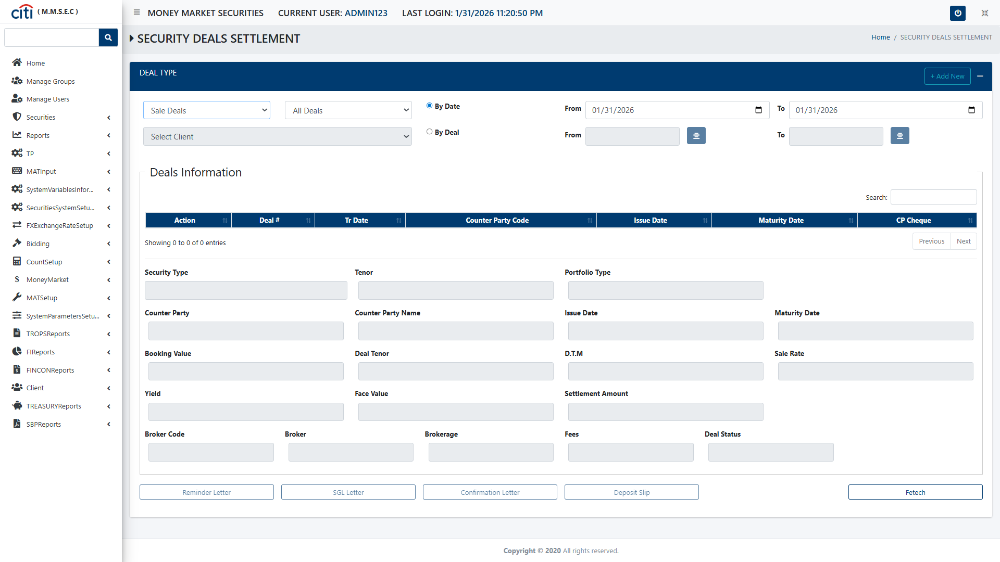 citi ( M.M.S.E.C )
MONEY MARKET SECURITIES CURRENT USER: ADMIN123 LAST LOGIN: 1/31/2026 11:20:50 PM
SECURITY DEALS SETTLEMENT
Home / SECURITY DEALS SETTLEMENT
Home
Manage Groups
Manage Users
Securities
Reports
TP
MATInput
SystemVariablesInfor...
SecuritiesSystemSetu...
FXExchangeRateSetup
Bidding
CountSetup
MoneyMarket
MATSetup
SystemParametersSetu...
TROPSReports
FIReports
FINCONReports
Client
TREASURYReports
SBPReports
DEAL TYPE
+ Add New
Sale Deals All Deals By Date From 01/31/2026 To 01/31/2026
Select Client By Deal From To
Deals Information
Search:
Action Deal # Tr Date Counter Party Code Issue Date Maturity Date CP Cheque
Showing 0 to 0 of 0 entries Previous Next
Security Type Tenor Portfolio Type
Counter Party Counter Party Name Issue Date Maturity Date
Booking Value Deal Tenor D.T.M Sale Rate
Yield Face Value Settlement Amount
Broker Code Broker Brokerage Fees Deal Status
Reminder Letter SGL Letter Confirmation Letter Deposit Slip Fetech
Copyright © 2020 All rights reserved.